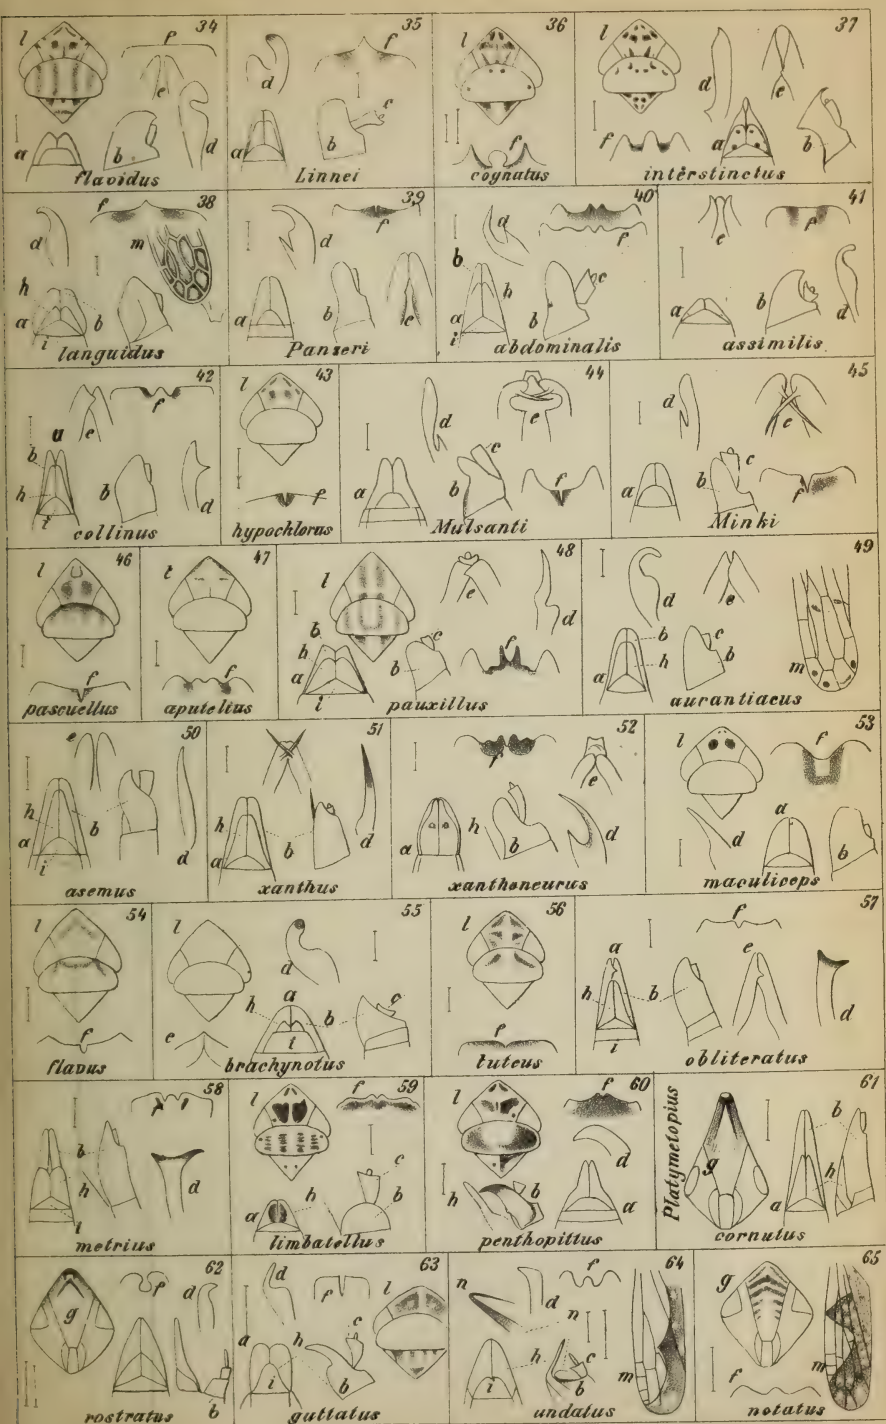 34
l
f
e
a
b
d
flavidus
35
d
f
a
b
c
Linnei
36
l
f
cognatus
37
l
d
e
f
a
b
interstinctus
38
d
f
m
h
a
b
i
languidus
39
f
d
a
b
e
Panzeri
40
d
f
b
h
c
a
b
i
abdominalis
41
e
f
a
b
d
assimilis
42
e
f
a
b
h
b
d
i
collinus
43
l
f
hypochlorus
44
d
e
a
b
c
f
Mulsanti
45
d
e
a
b
c
f
Minki
46
l
f
pascuellus
47
l
f
aputelius
48
l
e
d
b
h
a
i
b
c
f
pauxillus
49
d
e
a
b
h
c
b
m
aurantiacus
50
e
h
a
b
i
d
asemus
51
e
h
a
b
d
xanthus
52
f
e
a
h
b
d
xanthoneurus
53
l
f
d
a
b
maculiceps
54
l
f
flavus
55
l
d
e
h
a
b
i
c
brachynotus
56
l
f
luteus
57
f
a
h
b
i
e
d
obliteratus
58
f
b
h
i
d
metrius
59
l
f
a
h
c
b
limbatellus
60
l
f
d
h
b
a
penthopittus
61
Platymetopius
g
b
h
a
cornutus
62
g
f
d
b
rostratus
63
d
f
l
a
h
i
c
b
guttatus
64
n
d
f
n
h
i
c
b
m
undatus
65
g
f
m
notatus